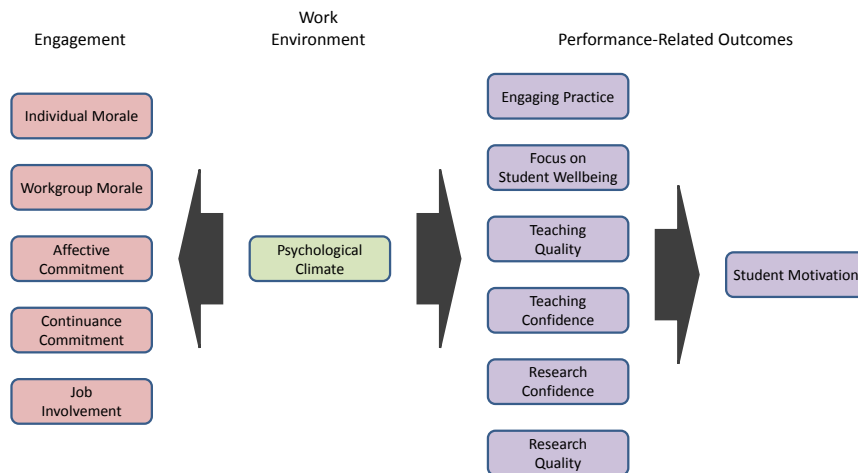 Engagement
Work
Environment
Performance-Related Outcomes
Individual Morale
Workgroup Morale
Affective
Commitment
Continuance
Commitment
Job
Involvement
Psychological
Climate
Engaging Practice
Focus on
Student Wellbeing
Teaching
Quality
Teaching
Confidence
Research
Confidence
Research
Quality
Student Motivation